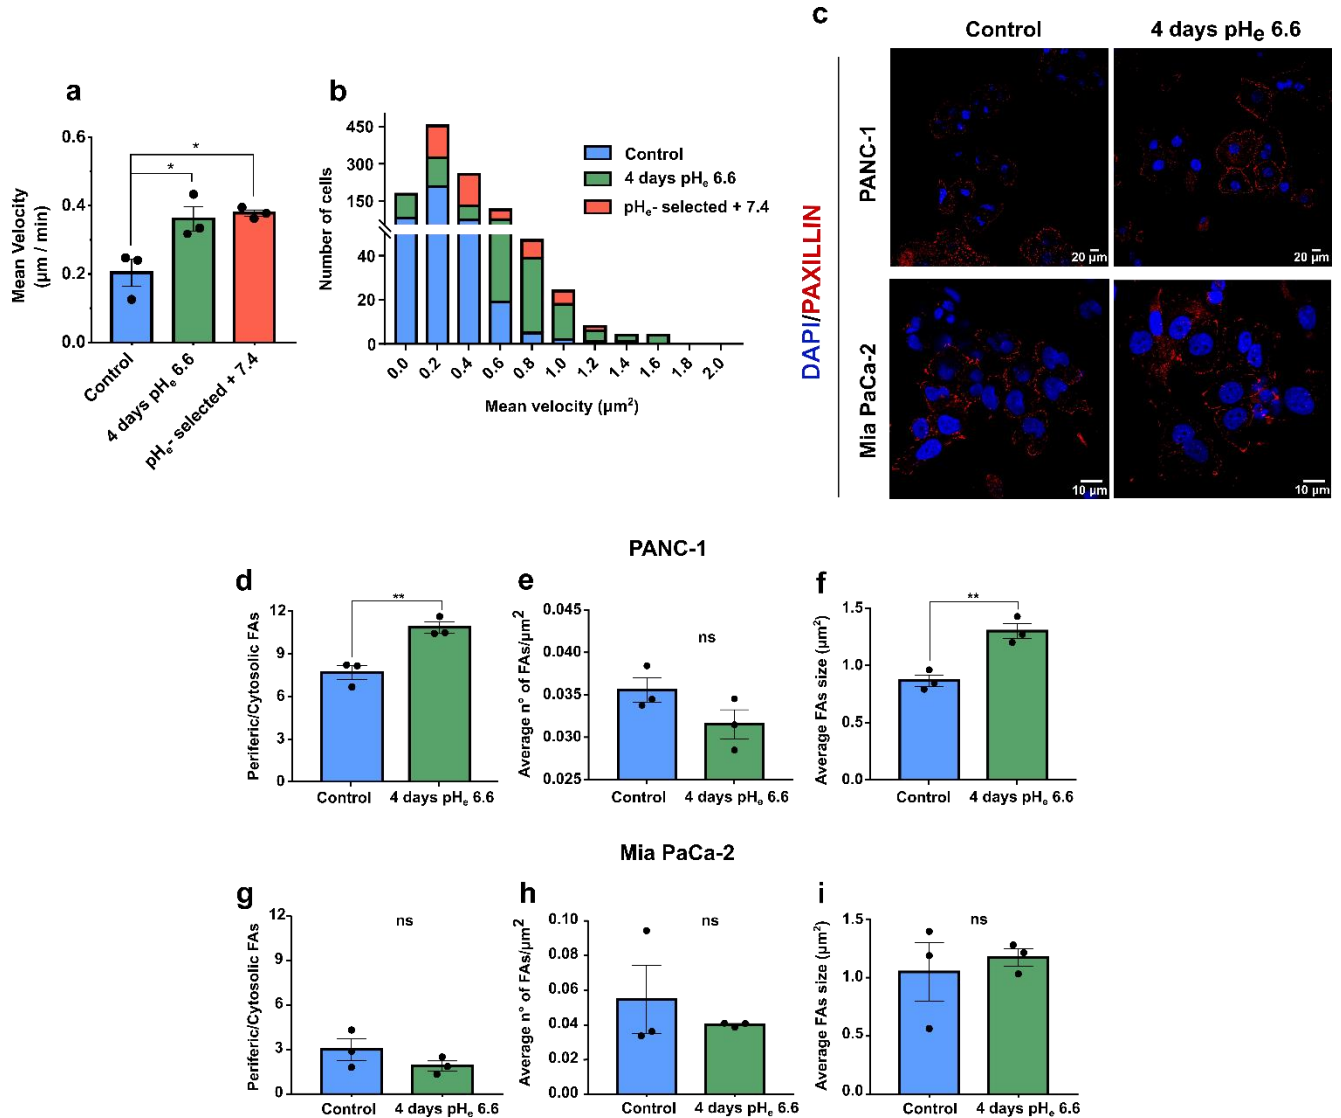 a
Mean Velocity
(µm / min)
0.6
0.4
0.2
0.0
*
*
Control
4 days pHₑ 6.6
pHₑ- selected + 7.4
b
Number of cells
450
300
150
40
20
0
Control
4 days pHₑ 6.6
pHₑ- selected + 7.4
0.0 0.2 0.4 0.6 0.8 1.0 1.2 1.4 1.6 1.8 2.0
Mean velocity (µm²)
c
Control 4 days pHₑ 6.6
DAPI/PAXILLIN
PANC-1
20 µm
20 µm
Mia PaCa-2
10 µm
10 µm
PANC-1
d
Periferic/Cytosolic FAs
12
9
6
3
0
**
Control 4 days pHₑ 6.6
e
Average n° of FAs/µm²
0.045
0.040
0.035
0.030
0.025
ns
Control 4 days pHₑ 6.6
f
Average FAs size (µm²)
1.5
1.0
0.5
0.0
**
Control 4 days pHₑ 6.6
Mia PaCa-2
g
Periferic/Cytosolic FAs
12
9
6
3
0
ns
Control 4 days pHₑ 6.6
h
Average n° of FAs/µm²
0.10
0.08
0.06
0.04
0.02
0.00
ns
Control 4 days pHₑ 6.6
i
Average FAs size (µm²)
1.5
1.0
0.5
0.0
ns
Control 4 days pHₑ 6.6